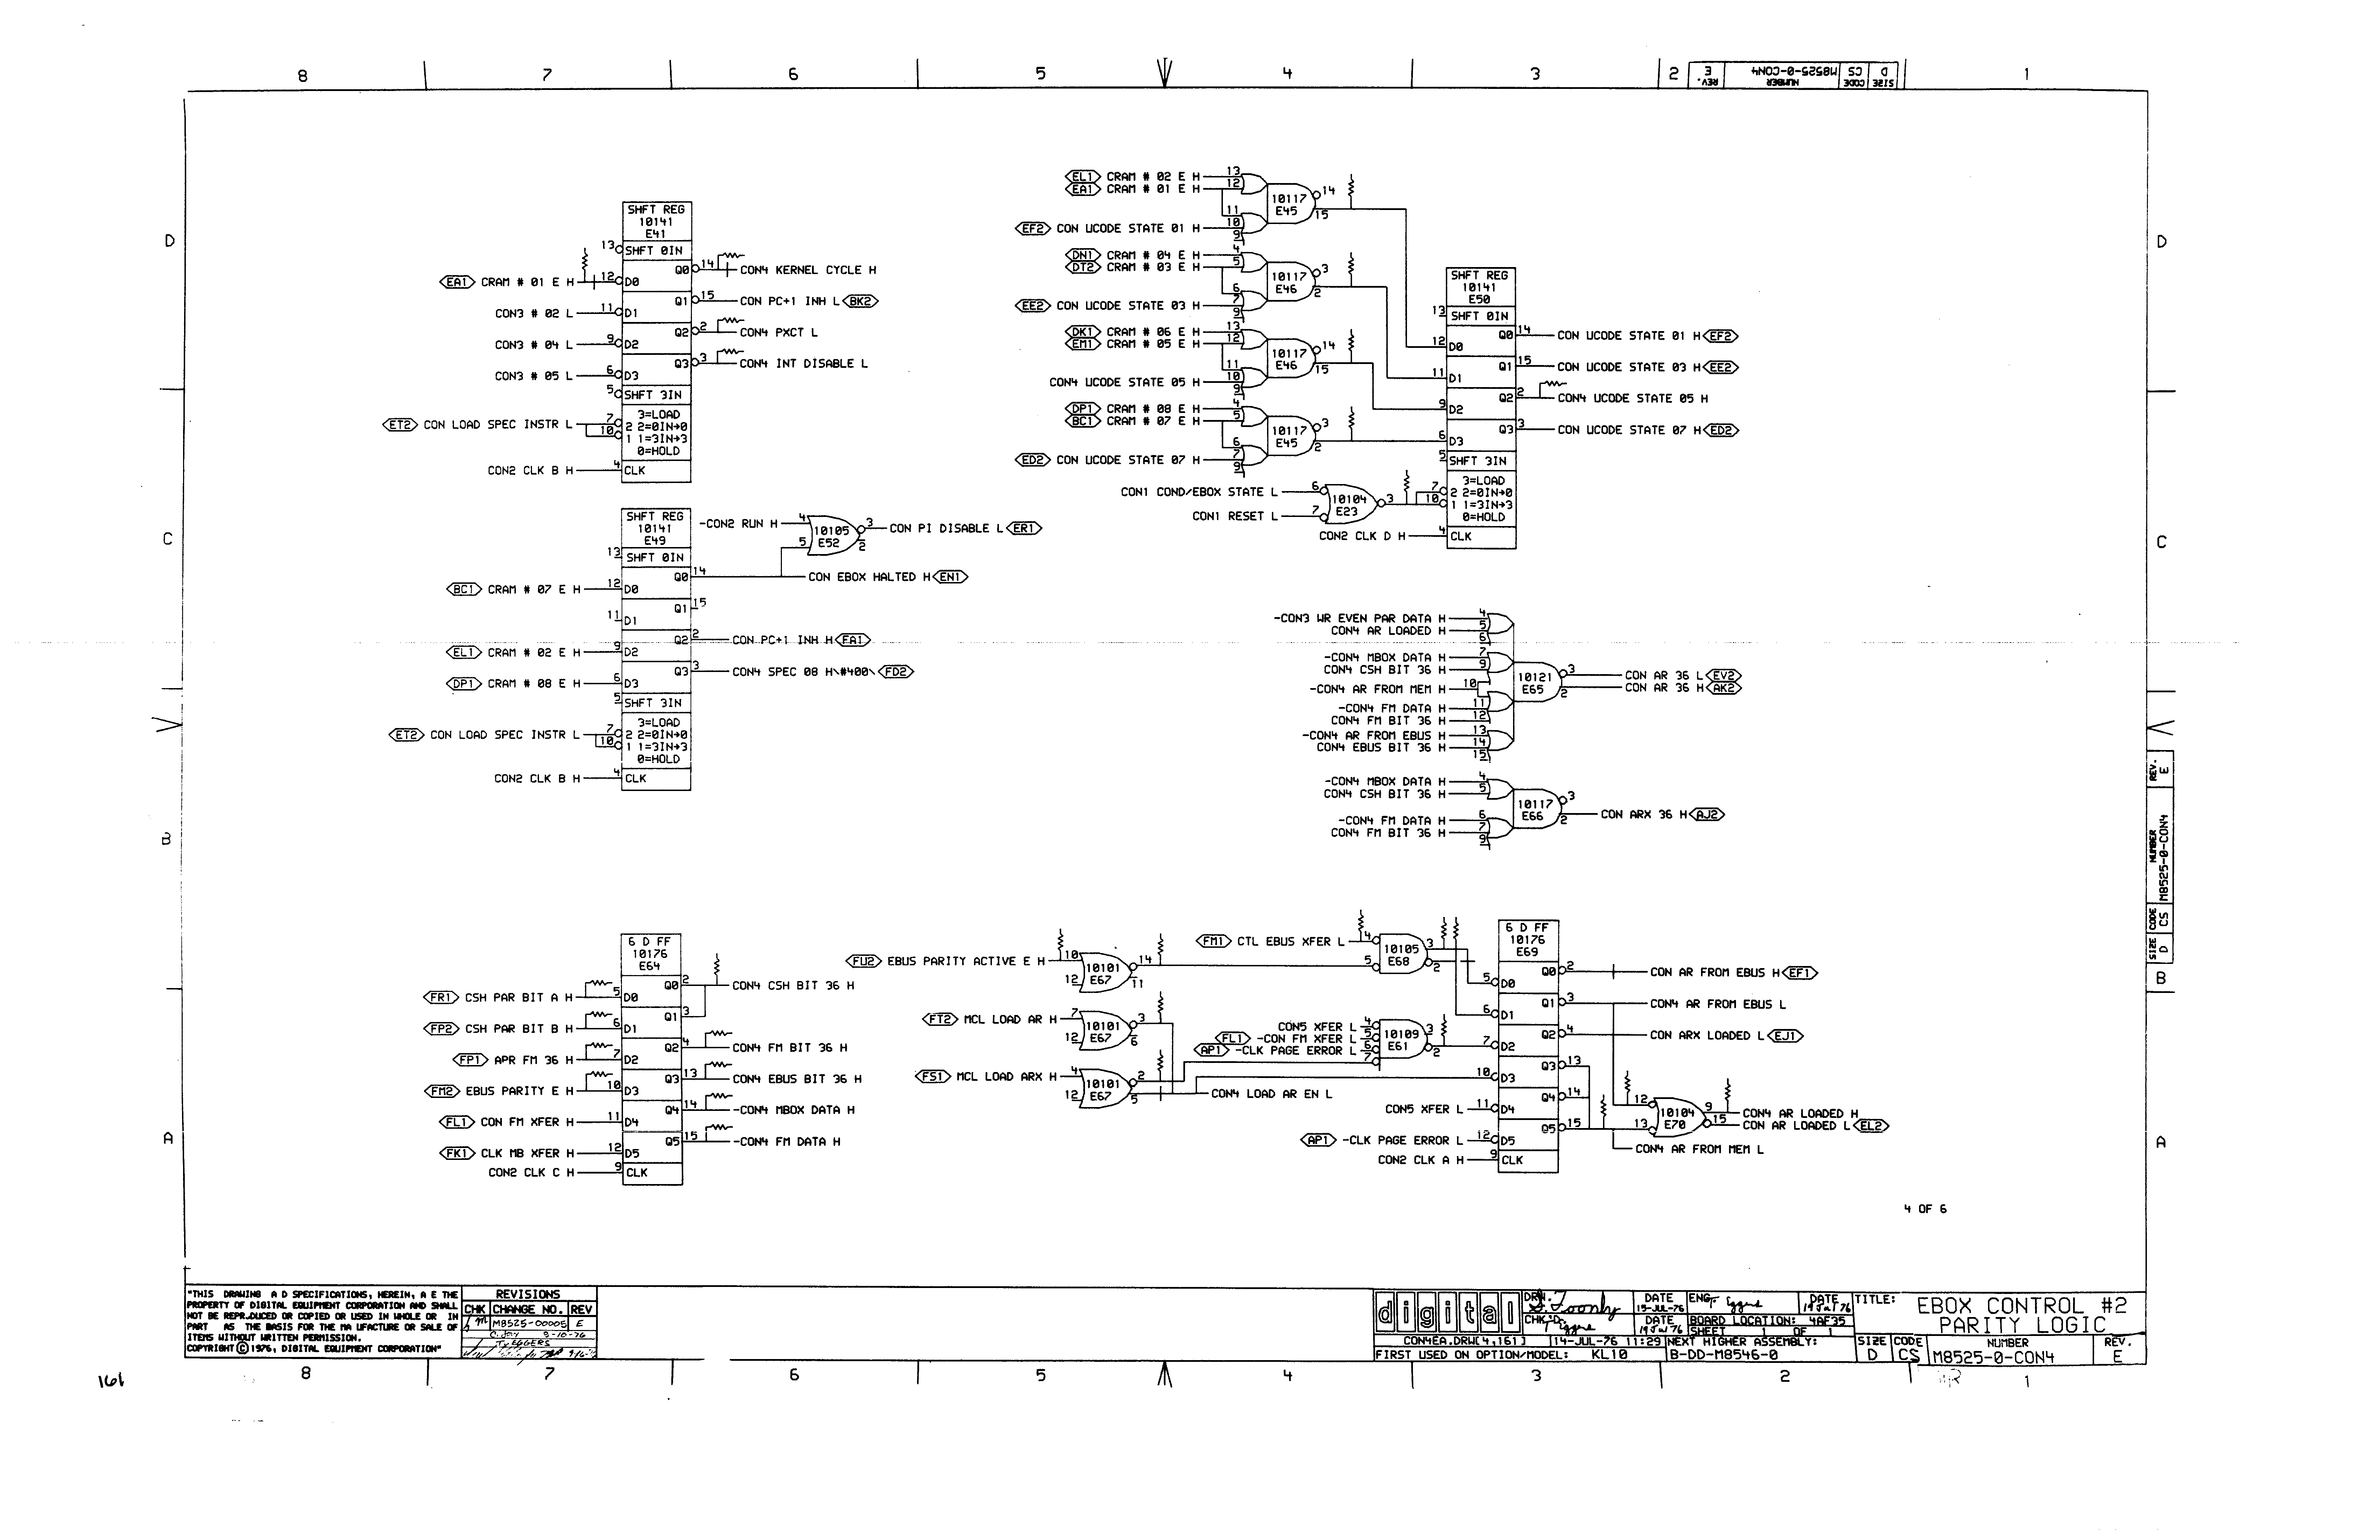 8 7 6 5 4 3 2 1
REV. E NUMBER M8525-0-CON4 CODE CS SIZE D
D
C
B
A
SHFT REG
10141
E41
13 SHFT 0IN
<EA1> CRAM # 01 E H 12 D0 Q0 14 CON4 KERNEL CYCLE H
CON3 # 02 L 11 D1 Q1 15 CON PC+1 INH L <BK2>
CON3 # 04 L 9 D2 Q2 2 CON4 PXCT L
CON3 # 05 L 6 D3 Q3 3 CON4 INT DISABLE L
5 SHFT 3IN
3=LOAD
<ET2> CON LOAD SPEC INSTR L 7 2 2=0IN→0
10 1 1=3IN→3
0=HOLD
CON2 CLK B H 4 CLK
SHFT REG
10141
E49
13 SHFT 0IN
<BC1> CRAM # 07 E H 12 D0 Q0 14 CON EBOX HALTED H <EN1>
11 D1 Q1 15
<EL1> CRAM # 02 E H 9 D2 Q2 2 CON PC+1 INH H <FA1>
<DP1> CRAM # 08 E H 6 D3 Q3 3 CON4 SPEC 08 H\#400\ <FD2>
5 SHFT 3IN
3=LOAD
<ET2> CON LOAD SPEC INSTR L 7 2 2=0IN→0
10 1 1=3IN→3
0=HOLD
CON2 CLK B H 4 CLK
-CON2 RUN H 4 5 10105 E52 3 2 CON PI DISABLE L <ER1>
<EL1> CRAM # 02 E H 13
<EA1> CRAM # 01 E H 12
11 10 9 10117 E45 14 15
<EF2> CON UCODE STATE 01 H
<DN1> CRAM # 04 E H 4
<DT2> CRAM # 03 E H 5
6 7 9 10117 E46 3 2
<EE2> CON UCODE STATE 03 H
<DK1> CRAM # 06 E H 13
<EM1> CRAM # 05 E H 12
11 10 9 10117 E46 14 15
CON4 UCODE STATE 05 H
<DP1> CRAM # 08 E H 4
<BC1> CRAM # 07 E H 5
6 7 9 10117 E45 3 2
<ED2> CON UCODE STATE 07 H
CON1 COND/EBOX STATE L 6
CON1 RESET L 7
10104 E23 3
CON2 CLK D H 4 CLK
SHFT REG
10141
E50
13 SHFT 0IN
12 D0 Q0 14 CON UCODE STATE 01 H <EF2>
11 D1 Q1 15 CON UCODE STATE 03 H <EE2>
9 D2 Q2 2 CON4 UCODE STATE 05 H
6 D3 Q3 3 CON UCODE STATE 07 H <ED2>
5 SHFT 3IN
3=LOAD
7 2 2=0IN→0
10 1 1=3IN→3
0=HOLD
-CON3 WR EVEN PAR DATA H 4
CON4 AR LOADED H 5
6
-CON4 MBOX DATA H 7
CON4 CSH BIT 36 H 9
-CON4 AR FROM MEM H 10
-CON4 FM DATA H 11
CON4 FM BIT 36 H 12
-CON4 AR FROM EBUS H 13
CON4 EBUS BIT 36 H 14
15
10121 E65
3 CON AR 36 L <EV2>
2 CON AR 36 H <AK2>
-CON4 MBOX DATA H 4
CON4 CSH BIT 36 H 5
-CON4 FM DATA H 6
CON4 FM BIT 36 H 7
9
10117 E66 3
2 CON ARX 36 H <AJ2>
6 D FF
10176
E64
<FR1> CSH PAR BIT A H 5 D0 Q0 2 CON4 CSH BIT 36 H
<FP2> CSH PAR BIT B H 6 D1 Q1 3
<FP1> APR FM 36 H 7 D2 Q2 4 CON4 FM BIT 36 H
<FM2> EBUS PARITY E H 10 D3 Q3 13 CON4 EBUS BIT 36 H
<FL1> CON FM XFER H 11 D4 Q4 14 -CON4 MBOX DATA H
<FK1> CLK MB XFER H 12 D5 Q5 15 -CON4 FM DATA H
CON2 CLK C H 9 CLK
<FU2> EBUS PARITY ACTIVE E H 10 12 10101 E67 14 11
<FT2> MCL LOAD AR H 7 12 10101 E67 3 6
<FS1> MCL LOAD ARX H 4 12 10101 E67 2 5
CON4 LOAD AR EN L
<FM1> CTL EBUS XFER L 4 5 10105 E68 3 2
CON5 XFER L 4
<FL1> -CON FM XFER L 5
<AP1> -CLK PAGE ERROR L 6
7 10109 E61 3 2
6 D FF
10176
E69
5 D0 Q0 2 CON AR FROM EBUS H <EF1>
6 D1 Q1 3 CON4 AR FROM EBUS L
7 D2 Q2 4 CON ARX LOADED L <EJ1>
10 D3 Q3 13
CON5 XFER L 11 D4 Q4 14
<AP1> -CLK PAGE ERROR L 12 D5 Q5 15
CON2 CLK A H 9 CLK
12 13 10104 E70
9 CON4 AR LOADED H
15 CON AR LOADED L <EL2>
CON4 AR FROM MEM L
4 OF 6
SIZE D CODE CS NUMBER M8525-0-CON4 REV. E
"THIS DRAWING A D SPECIFICATIONS, HEREIN, A E THE
PROPERTY OF DIGITAL EQUIPMENT CORPORATION AND SHALL
NOT BE REPR.DUCED OR COPIED OR USED IN WHOLE OR IN
PART AS THE BASIS FOR THE MA UFACTURE OR SALE OF
ITEMS WITHOUT WRITTEN PERMISSION.
COPYRIGHT © 1976, DIGITAL EQUIPMENT CORPORATION"
REVISIONS
CHK CHANGE NO. REV
M8525-00005 E
T. EGGERS
digital
DRN.
CHK'D.
DATE 15-JUL-76
DATE 19 Jul 76
ENG. Eggers
DATE 19 Jul 76
BOARD LOCATION: 4AF35
SHEET 1 OF 1
TITLE: EBOX CONTROL #2
PARITY LOGIC
CON4EA.DRW[4,161] 14-JUL-76 11:29 NEXT HIGHER ASSEMBLY:
FIRST USED ON OPTION/MODEL: KL10 B-DD-M8546-0
SIZE D CODE CS NUMBER M8525-0-CON4 REV. E
8 7 6 5 4 3 2 1
161